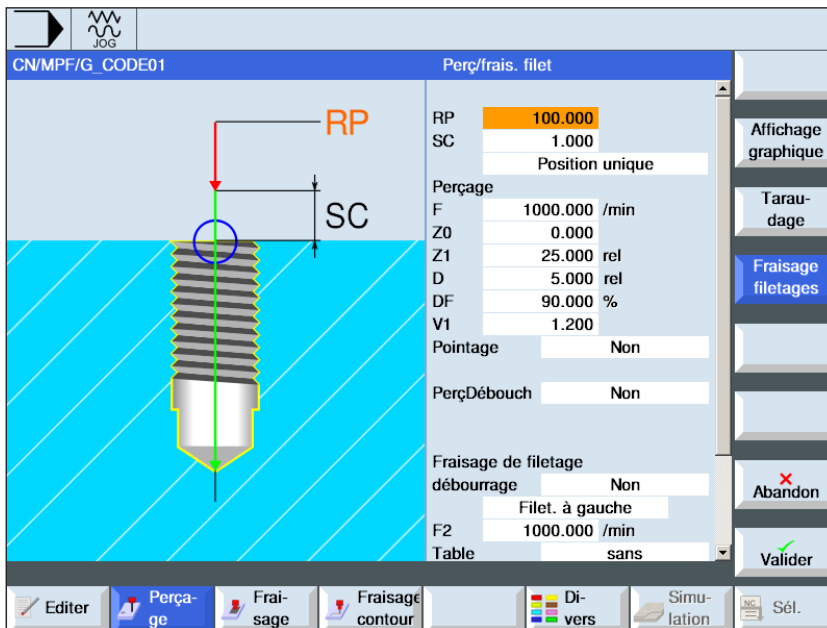 JOG
CN/MPF/G_CODE01
Perç/frais. filet
RP
SC
RP 100.000
SC 1.000
Position unique
Perçage
F 1000.000 /min
Z0 0.000
Z1 25.000 rel
D 5.000 rel
DF 90.000 %
V1 1.200
Pointage Non
PerçDébouch Non
Fraisage de filetage
débourrage Non
Filet. à gauche
F2 1000.000 /min
Table sans
Affichage
graphique
Tarau-
dage
Fraisage
filetages
Abandon
Valider
Editer
Perça-
ge
Frai-
sage
Fraisage
contour
Di-
vers
Simu-
lation
NC
Sél.